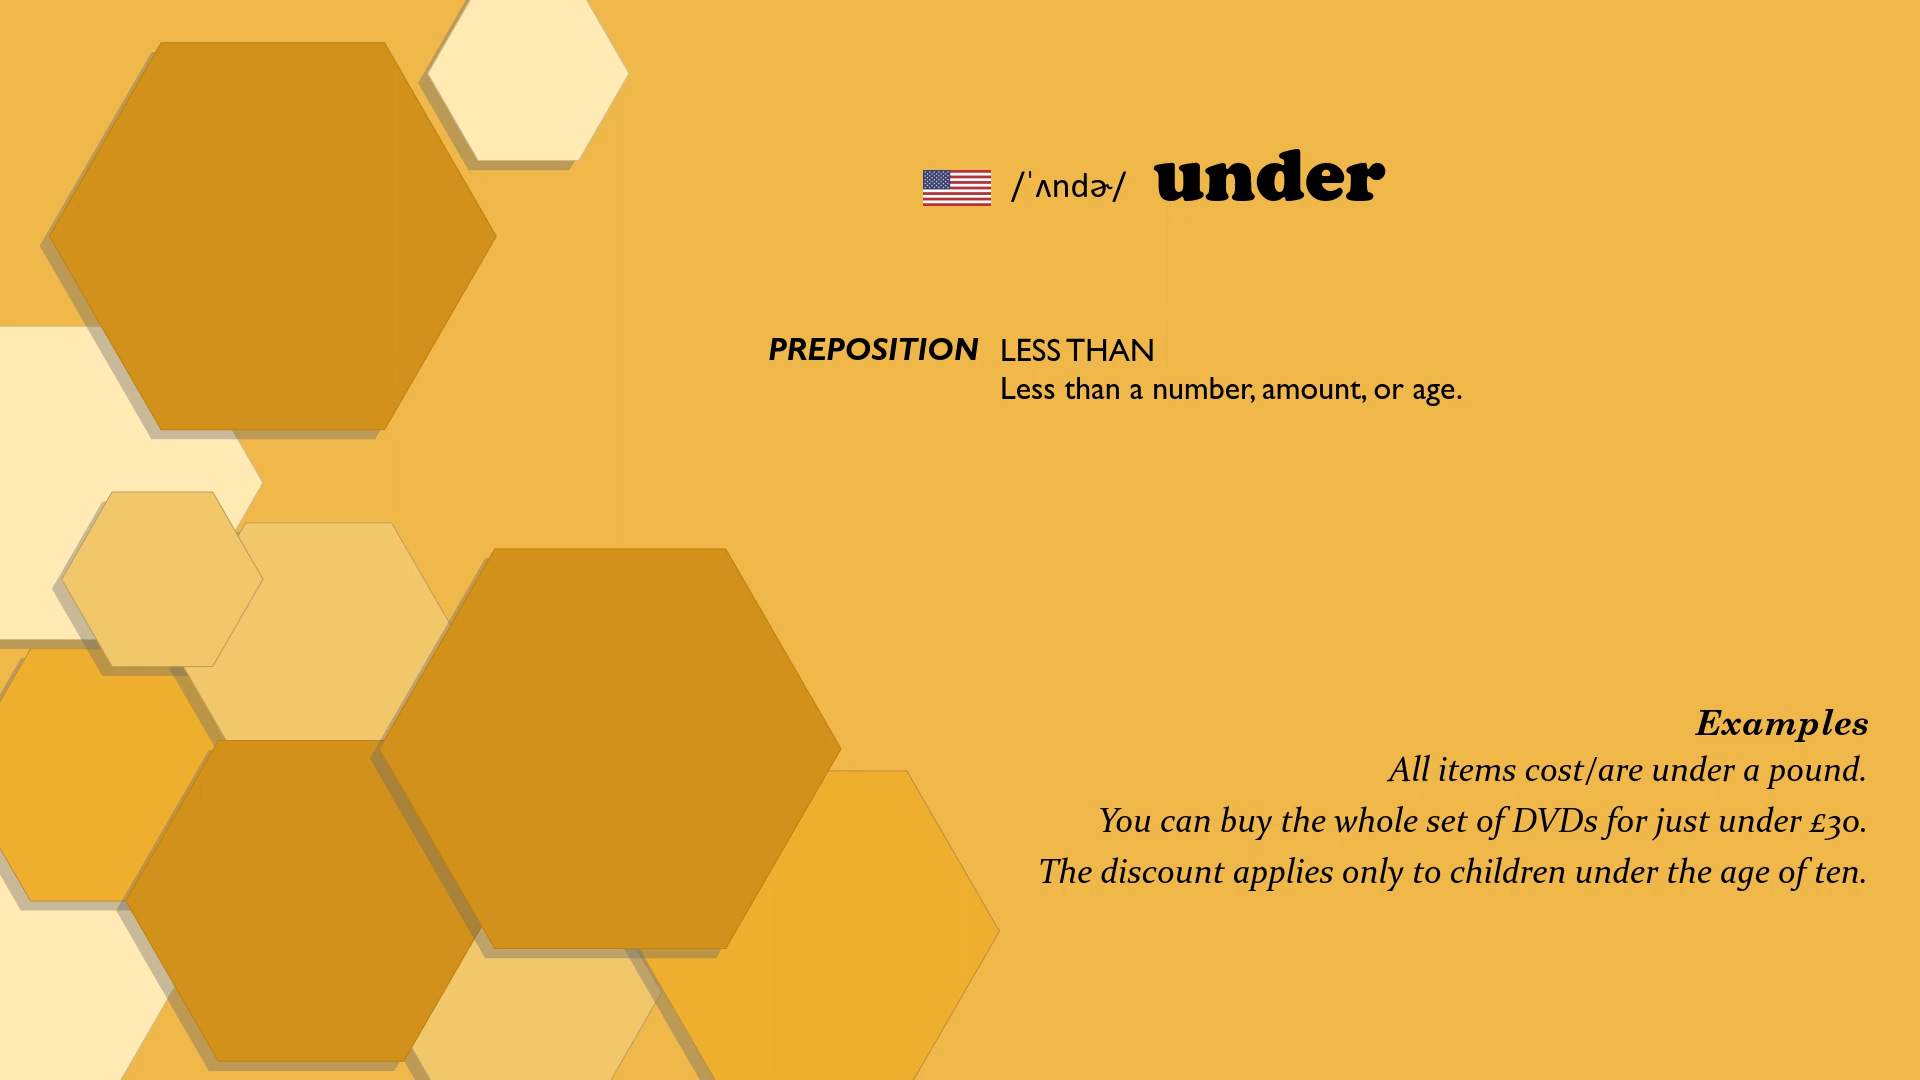 /ˈʌndɚ/ under
PREPOSITION LESS THAN
Less than a number, amount, or age.
Examples
All items cost/are under a pound.
You can buy the whole set of DVDs for just under £30.
The discount applies only to children under the age of ten.